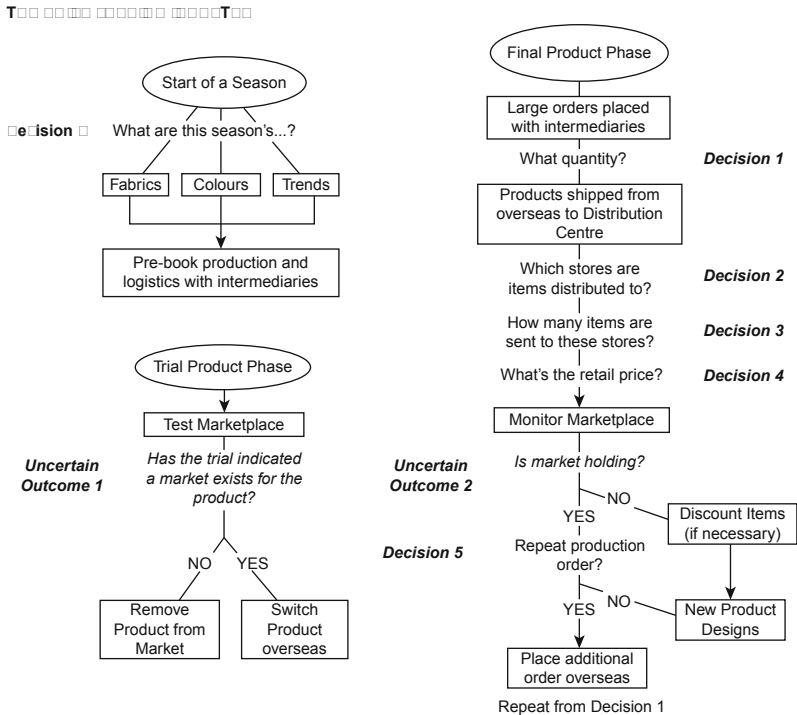 Start of a Season
What are this season's...?
Fabrics
Colours
Trends
Pre-book production and
logistics with intermediaries
Trial Product Phase
Test Marketplace
Uncertain
Outcome 1
Has the trial indicated
a market exists for the
product?
NO
YES
Remove
Product from
Market
Switch
Product
overseas
Final Product Phase
Large orders placed
with intermediaries
What quantity?
Decision 1
Products shipped from
overseas to Distribution
Centre
Which stores are
items distributed to?
Decision 2
How many items are
sent to these stores?
Decision 3
What's the retail price?
Decision 4
Monitor Marketplace
Uncertain
Outcome 2
Is market holding?
NO
YES
Discount Items
(if necessary)
Decision 5
Repeat production
order?
NO
YES
New Product
Designs
Place additional
order overseas
Repeat from Decision 1